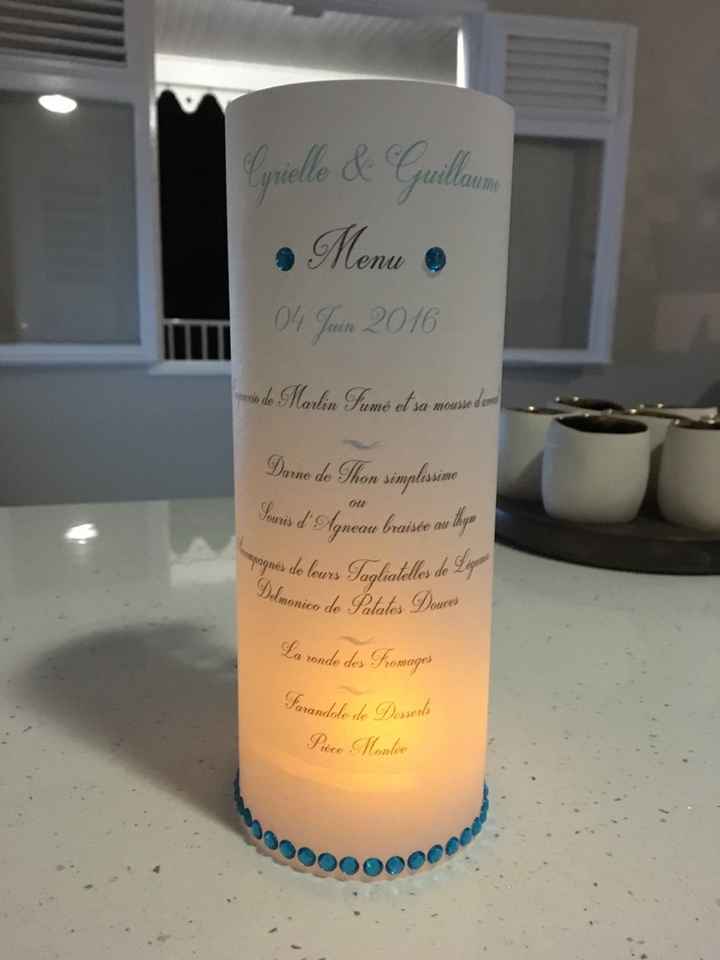 Cyrielle & Guillaume
Menu
04 Juin 2016
de Marlin Fumé et sa mousse
Darne de Thon simplissime
ou
Souris d'Agneau braisée au thym
de leurs Tagliatelles de Légumes
Delmonico de Patates Douces
La ronde des Fromages
Farandole de Desserts
Pièce Montée